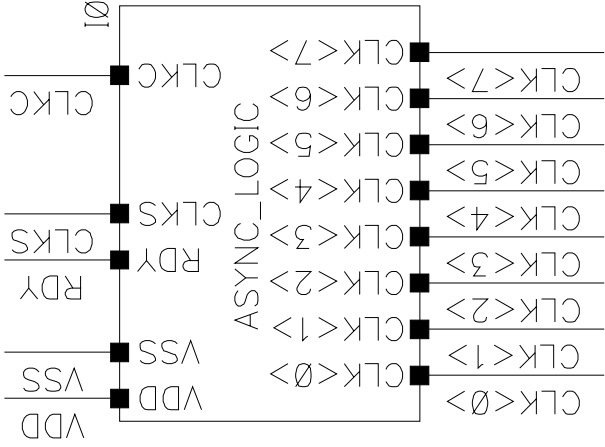 I0
CLKC
CLKC
CLKS
CLKS
RDY
RDY
VSS
VSS
VDD
VDD
ASYNC_LOGIC
CLK<7>
CLK<6>
CLK<5>
CLK<4>
CLK<3>
CLK<2>
CLK<1>
CLK<0>
CLK<7>
CLK<6>
CLK<5>
CLK<4>
CLK<3>
CLK<2>
CLK<1>
CLK<0>